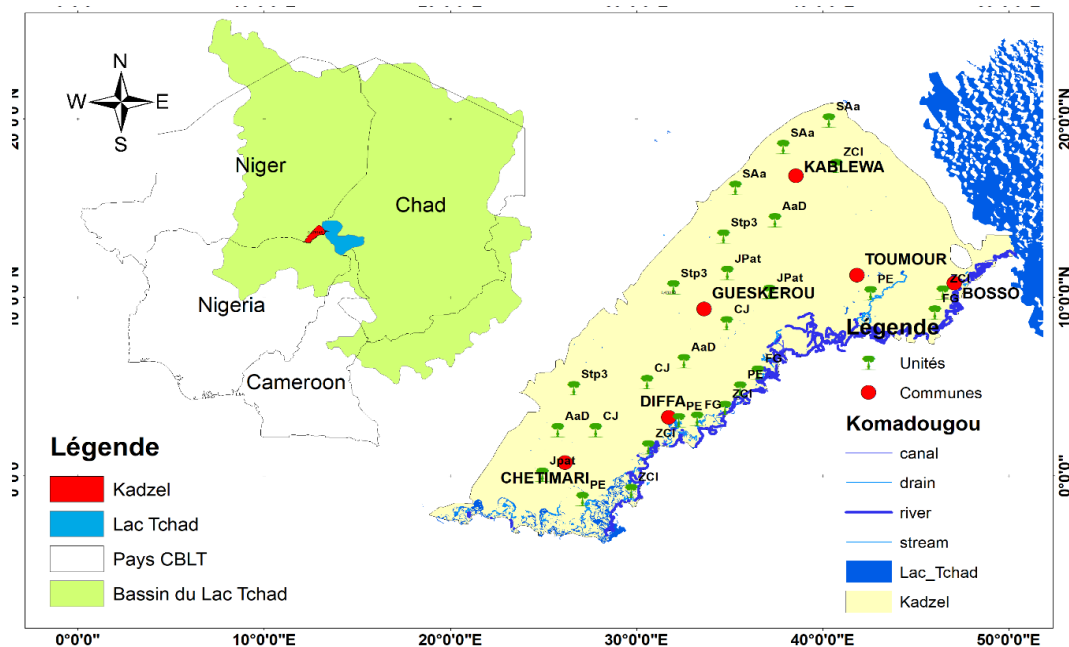 N
W E
S
Niger
Chad
Nigeria
Cameroon
Légende
Kadzel
Lac Tchad
Pays CBLT
Bassin du Lac Tchad
SAa
SAa
ZCI
KABLEWA
SAa
AaD
Stp3
JPat
TOUMOUR
Stp3
JPat
PE
ZCI
GUESKEROU
FG
BOSSO
CJ
AaD
FG
Stp3
CJ
PE
ZCI
DIFFA
PE
FG
AaD
CJ
ZCI
Jpat
CHETIMARI
PE
ZCI
Légende
Unités
Communes
Komadougou
canal
drain
river
stream
Lac_Tchad
Kadzel
20°0'0"N
10°0'0"N
0°0'0"
0°0'0"
10°0'0"E
20°0'0"E
30°0'0"E
40°0'0"E
50°0'0"E